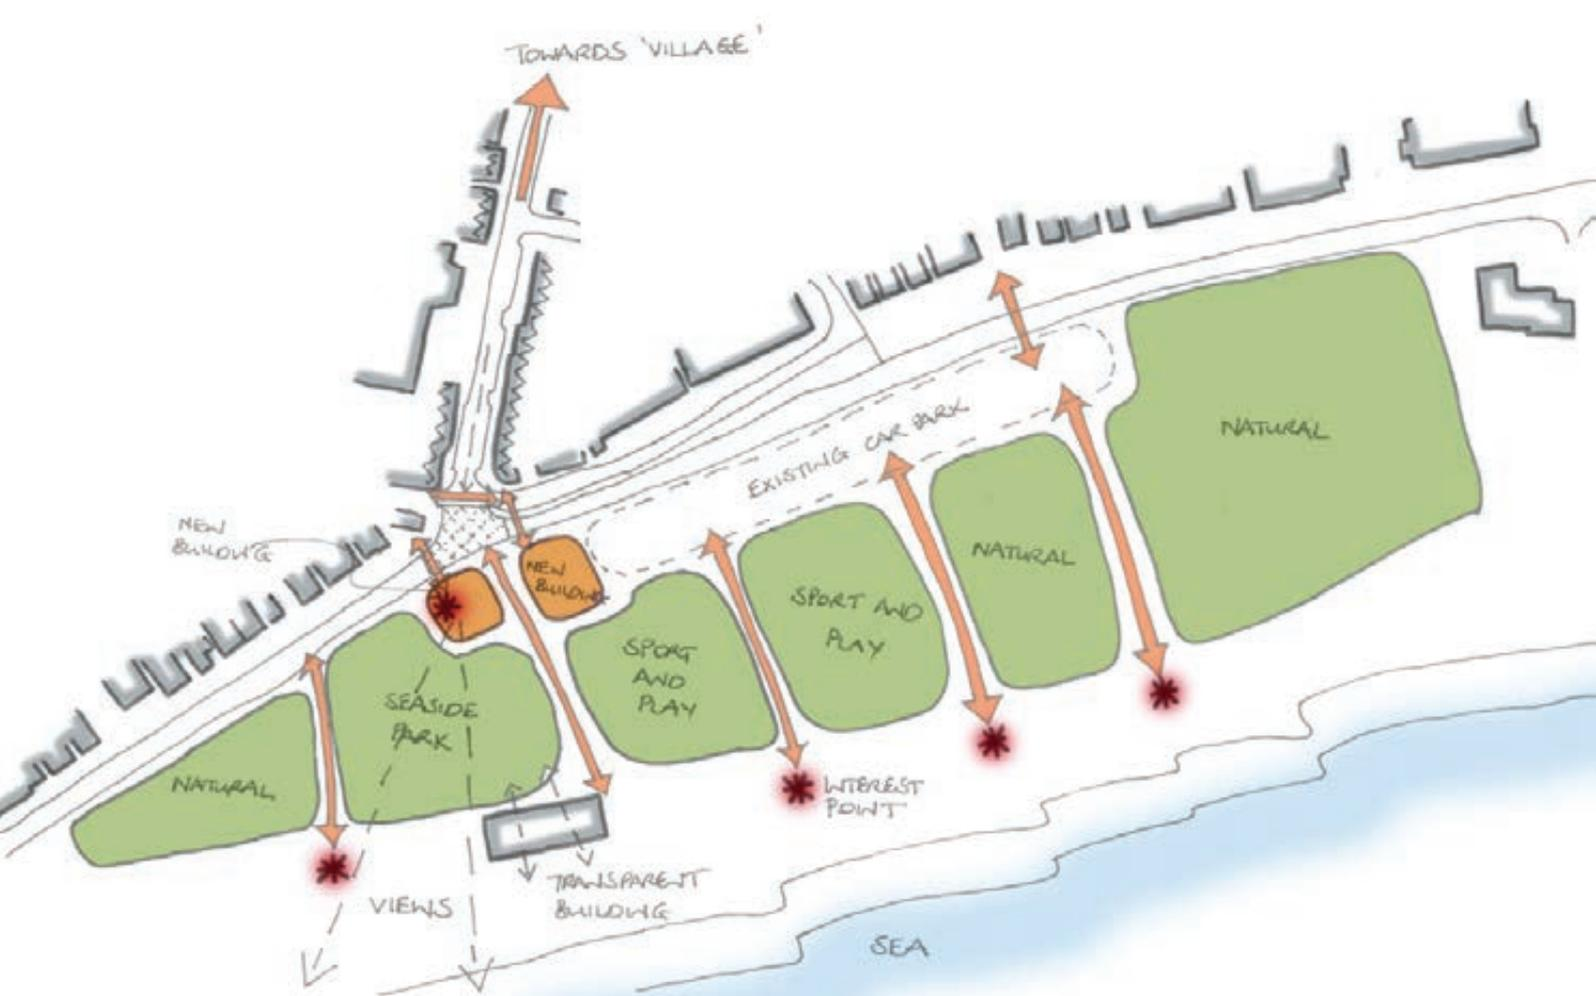 TOWARDS 'VILLAGE'
NATURAL
EXISTING CAR PARK
NEW
BUILDING
NEW
BUILDING
NATURAL
SPORT AND
PLAY
SPORT
AND
PLAY
SEASIDE
PARK
NATURAL
INTEREST
POINT
TRANSPARENT
BUILDING
VIEWS
SEA